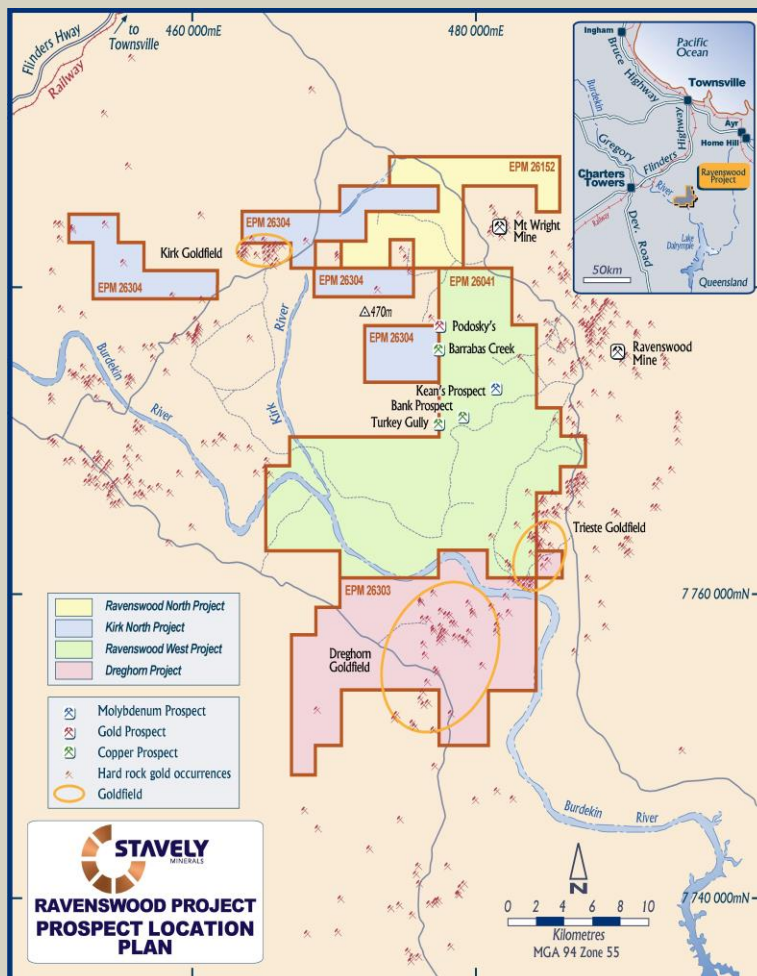 460 000mE
480 000mE
to
Townsville
Flinders Hwy
Railway
Ingham
Bruce Highway
Pacific
Ocean
Townsville
Burdekin
River
Gregory
Flinders Highway
Ayr
Home Hill
Charters
Towers
Ravenswood
Project
Railway
Dev. Road
Lake
Dalrymple
50km
Queensland
EPM 26152
EPM 26304
Kirk Goldfield
Mt Wright
Mine
EPM 26304
EPM 26304
EPM 26041
470m
EPM 26304
Podosky's
Barrabas Creek
Ravenswood
Mine
Kean's Prospect
Bank Prospect
Turkey Gully
Burdekin
River
Kirk
River
Trieste Goldfield
EPM 26303
7 760 000mN
Dreghorn
Goldfield
Ravenswood North Project
Kirk North Project
Ravenswood West Project
Dreghorn Project
Molybdenum Prospect
Gold Prospect
Copper Prospect
Hard rock gold occurrences
Goldfield
Burdekin
River
STAVELY
MINERALS
RAVENSWOOD PROJECT
PROSPECT LOCATION
PLAN
N
7 740 000mN
0 2 4 6 8 10
Kilometres
MGA 94 Zone 55